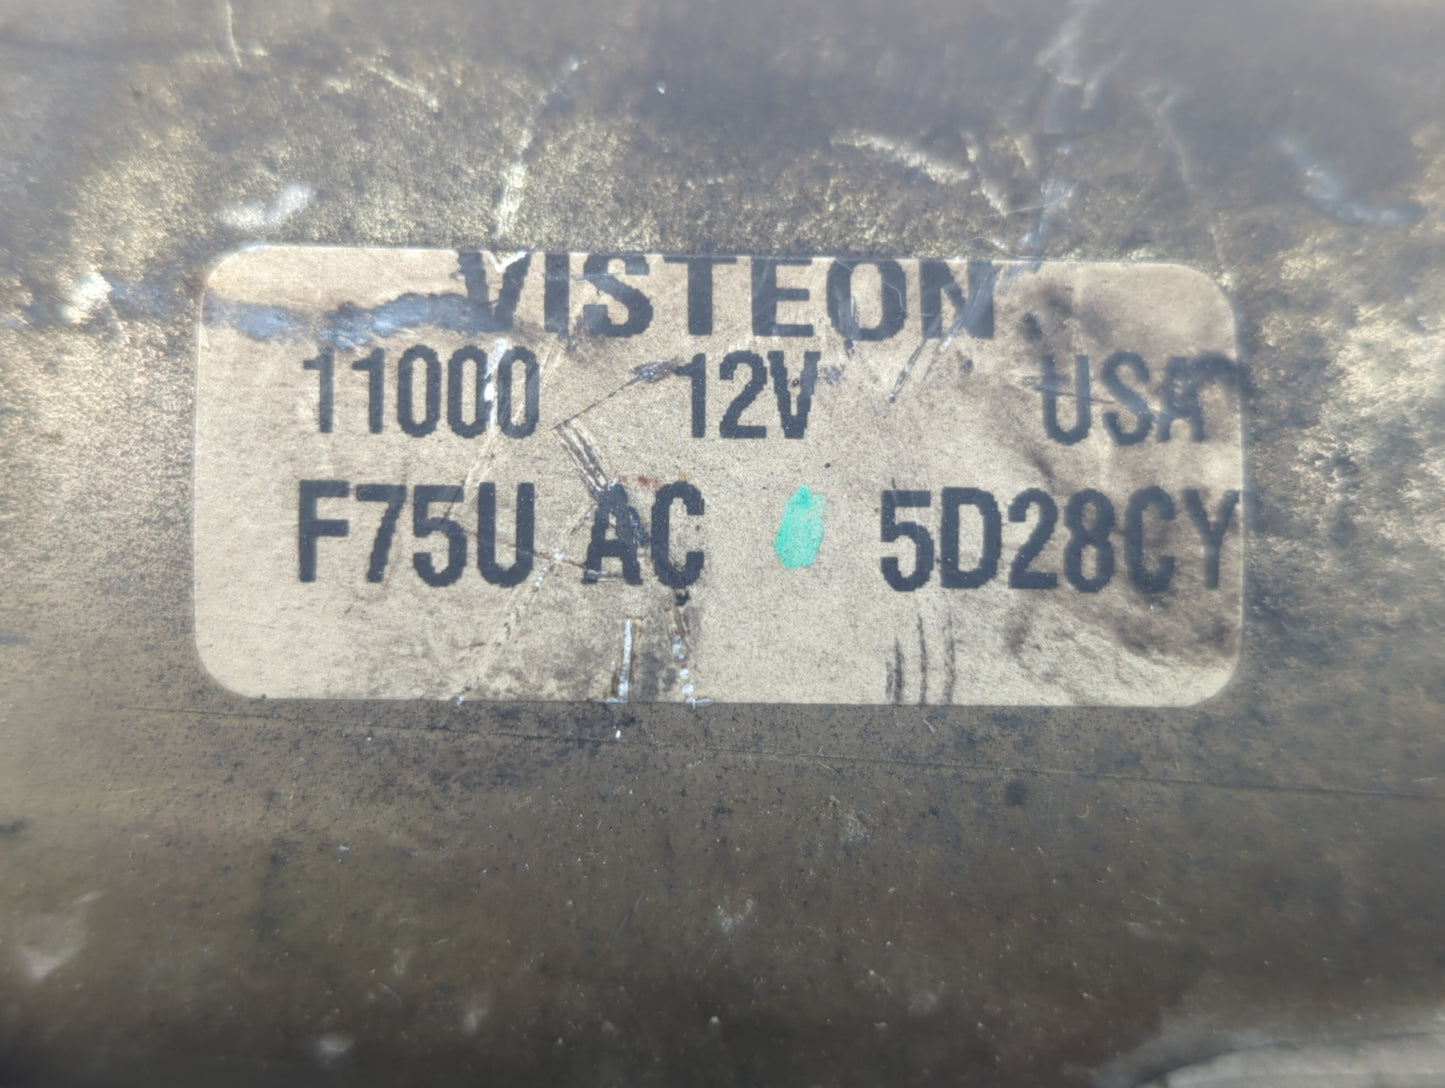 VISTEON
11000 12V USA
F75U AC 5D28CY